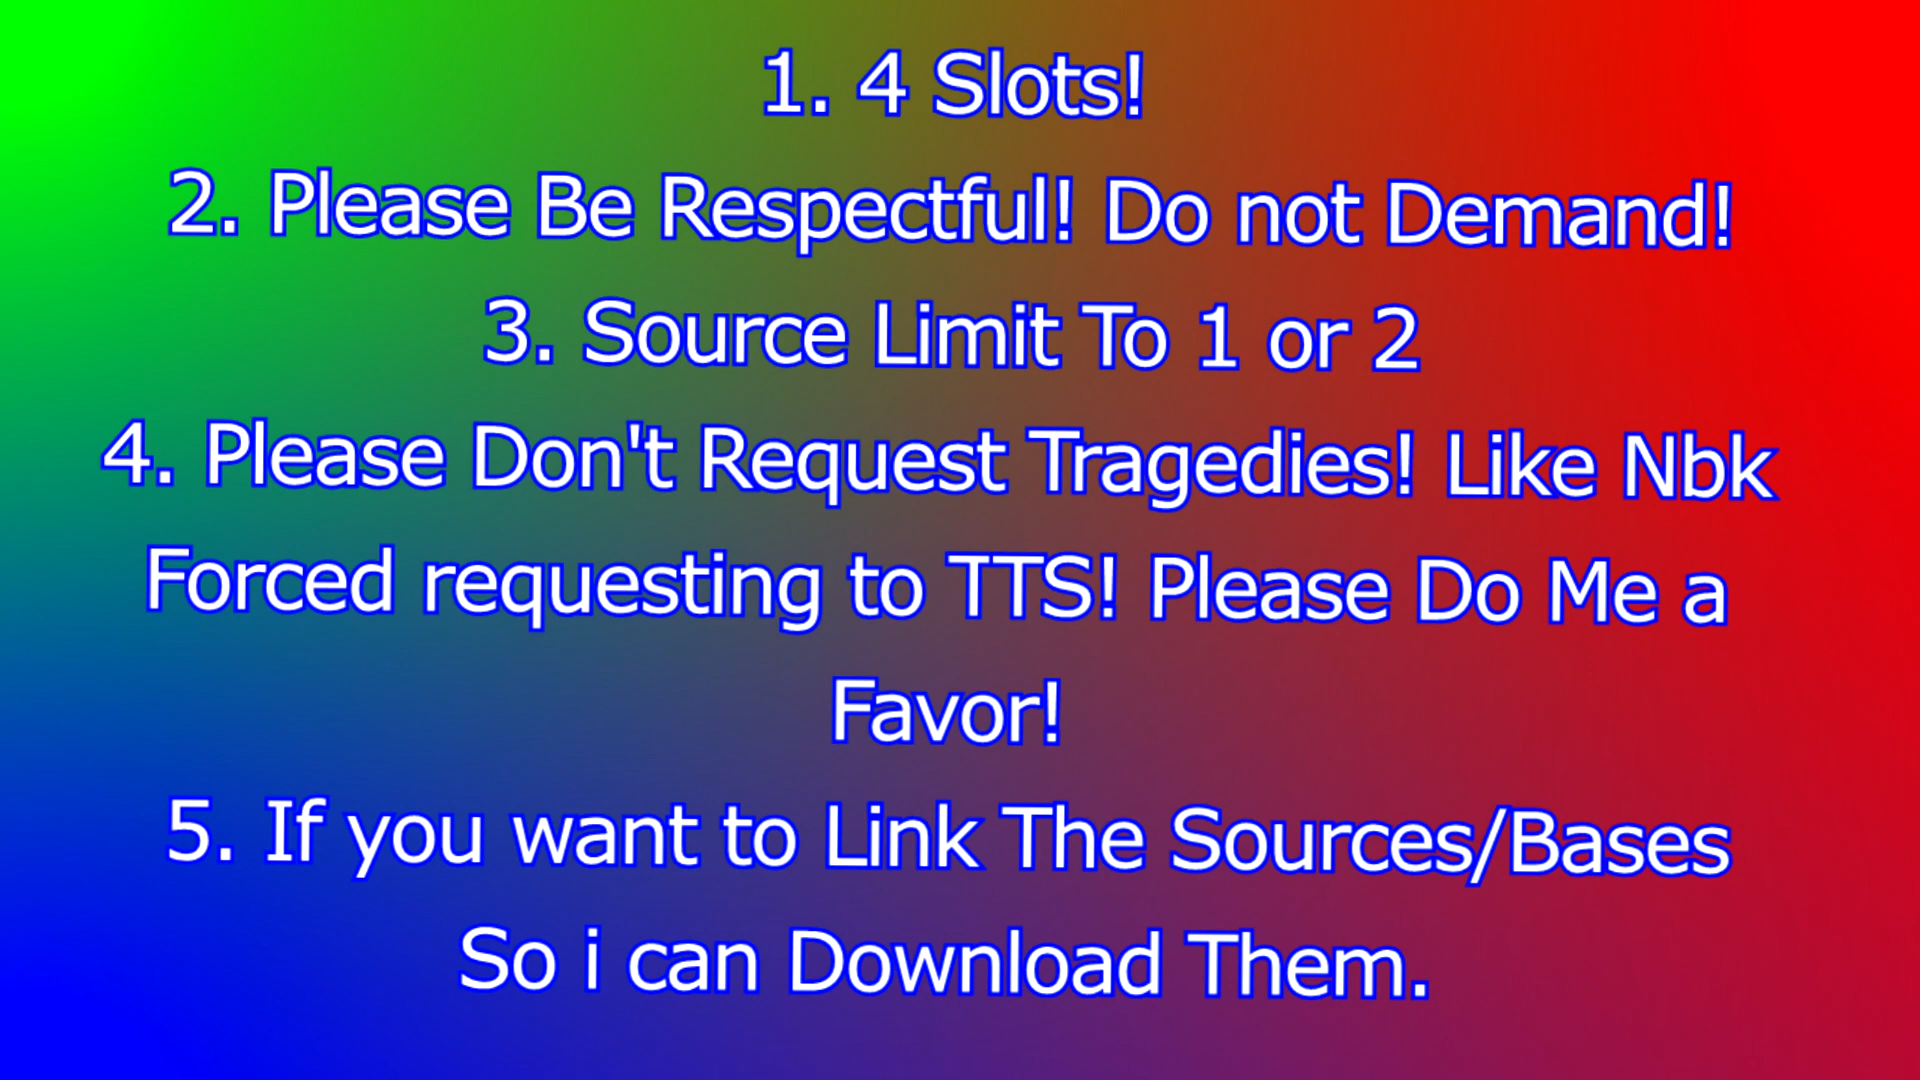 1. 4 Slots!
2. Please Be Respectful! Do not Demand!
3. Source Limit To 1 or 2
4. Please Don't Request Tragedies! Like Nbk
Forced requesting to TTS! Please Do Me a
Favor!
5. If you want to Link The Sources/Bases
So i can Download Them.